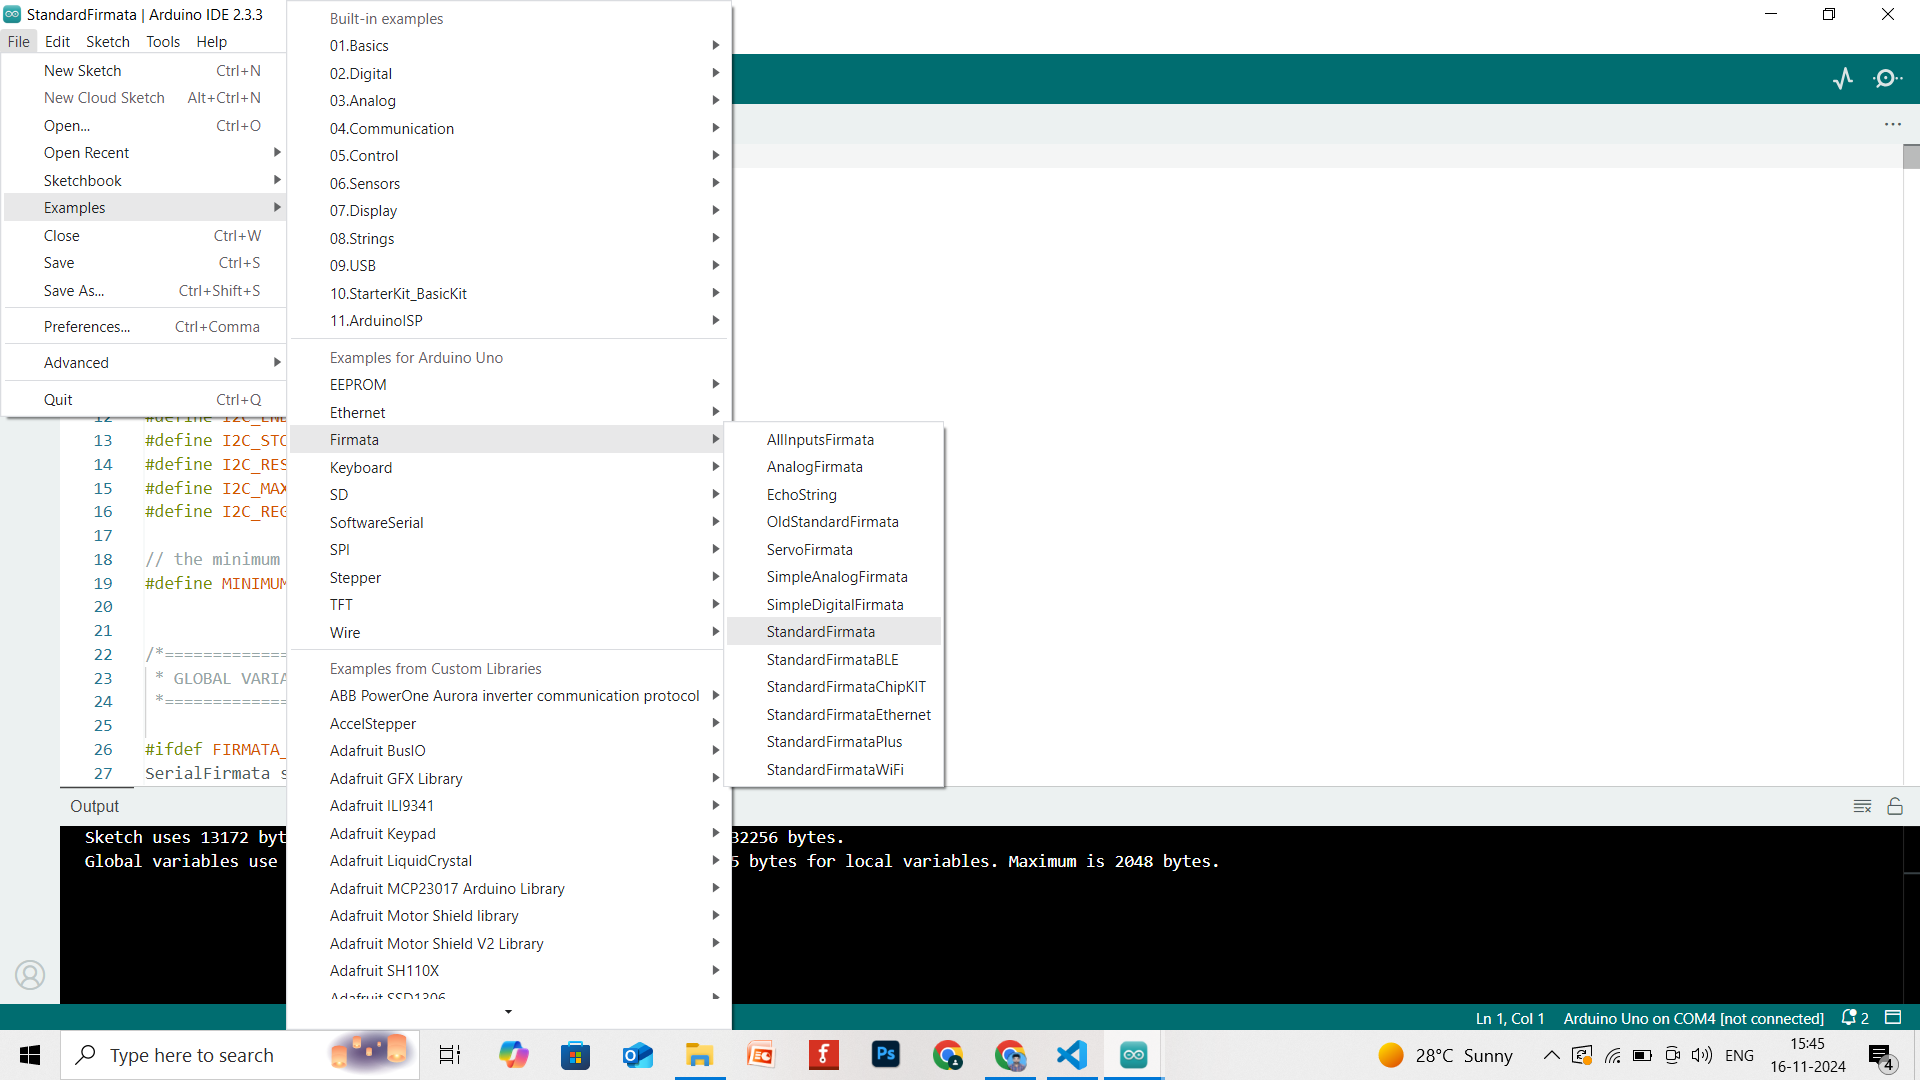 StandardFirmata | Arduino IDE 2.3.3
File Edit Sketch Tools Help
New Sketch Ctrl+N
New Cloud Sketch Alt+Ctrl+N
Open... Ctrl+O
Open Recent
Sketchbook
Examples
Close Ctrl+W
Save Ctrl+S
Save As... Ctrl+Shift+S
Preferences... Ctrl+Comma
Advanced
Quit Ctrl+Q
Built-in examples
01.Basics
02.Digital
03.Analog
04.Communication
05.Control
06.Sensors
07.Display
08.Strings
09.USB
10.StarterKit_BasicKit
11.ArduinoISP
Examples for Arduino Uno
EEPROM
Ethernet
Firmata
Keyboard
SD
SoftwareSerial
SPI
Stepper
TFT
Wire
Examples from Custom Libraries
ABB PowerOne Aurora inverter communication protocol
AccelStepper
Adafruit BusIO
Adafruit GFX Library
Adafruit ILI9341
Adafruit Keypad
Adafruit LiquidCrystal
Adafruit MCP23017 Arduino Library
Adafruit Motor Shield library
Adafruit Motor Shield V2 Library
Adafruit SH110X
Adafruit SSD1306
AllInputsFirmata
AnalogFirmata
EchoString
OldStandardFirmata
ServoFirmata
SimpleAnalogFirmata
SimpleDigitalFirmata
StandardFirmata
StandardFirmataBLE
StandardFirmataChipKIT
StandardFirmataEthernet
StandardFirmataPlus
StandardFirmataWiFi
12 #define I2C_END
13 #define I2C_STO
14 #define I2C_RES
15 #define I2C_MAX
16 #define I2C_REG
17
18 // the minimum
19 #define MINIMUM
20
21
22 /*==============
23 * GLOBAL VARIA
24 *==============
25
26 #ifdef FIRMATA_
27 SerialFirmata s
Output
Sketch uses 13172 byt 32256 bytes.
Global variables use 5 bytes for local variables. Maximum is 2048 bytes.
Ln 1, Col 1 Arduino Uno on COM4 [not connected] 2
Type here to search
Ps
28°C Sunny
ENG
15:45
16-11-2024
4